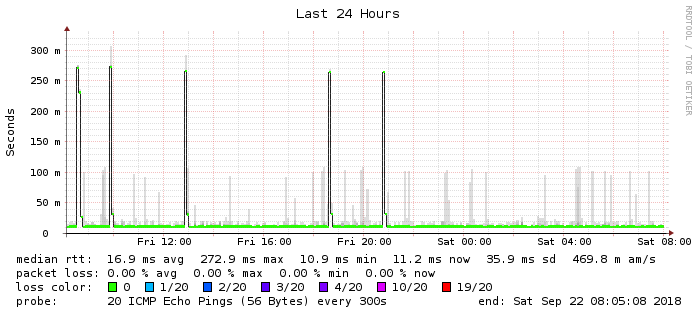 Last 24 Hours
RRDTOOL / TOBI OETIKER
Seconds
300 m
250 m
200 m
150 m
100 m
50 m
0
Fri 12:00 Fri 16:00 Fri 20:00 Sat 00:00 Sat 04:00 Sat 08:00
median rtt: 16.9 ms avg 272.9 ms max 10.9 ms min 11.2 ms now 35.9 ms sd 469.8 m am/s
packet loss: 0.00 % avg 0.00 % max 0.00 % min 0.00 % now
loss color: 0 1/20 2/20 3/20 4/20 10/20 19/20
probe: 20 ICMP Echo Pings (56 Bytes) every 300s end: Sat Sep 22 08:05:08 2018